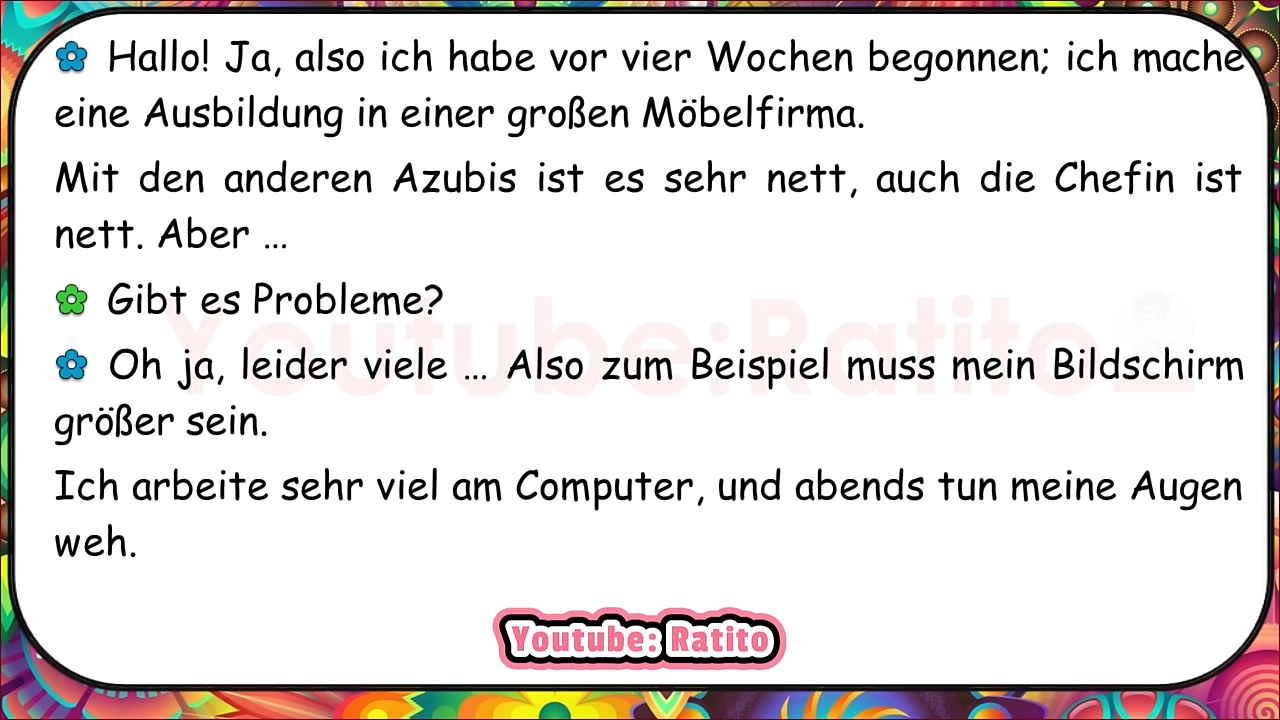 Hallo! Ja, also ich habe vor vier Wochen begonnen; ich mache
eine Ausbildung in einer großen Möbelfirma.
Mit den anderen Azubis ist es sehr nett, auch die Chefin ist
nett. Aber …
Gibt es Probleme?
Youtube: Ratito
Oh ja, leider viele … Also zum Beispiel muss mein Bildschirm
größer sein.
Ich arbeite sehr viel am Computer, und abends tun meine Augen
weh.
Youtube: Ratito